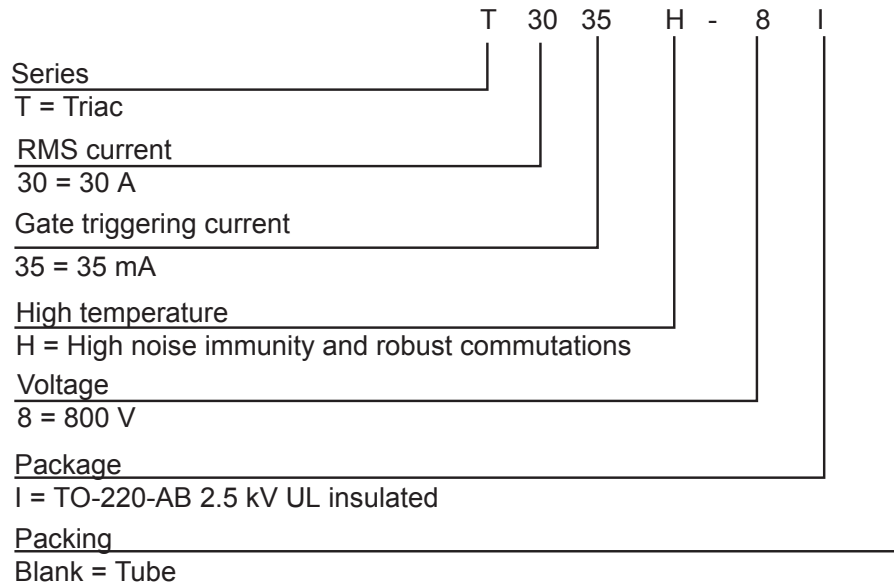 T 30 35 H - 8 I
Series
T = Triac
RMS current
30 = 30 A
Gate triggering current
35 = 35 mA
High temperature
H = High noise immunity and robust commutations
Voltage
8 = 800 V
Package
I = TO-220-AB 2.5 kV UL insulated
Packing
Blank = Tube